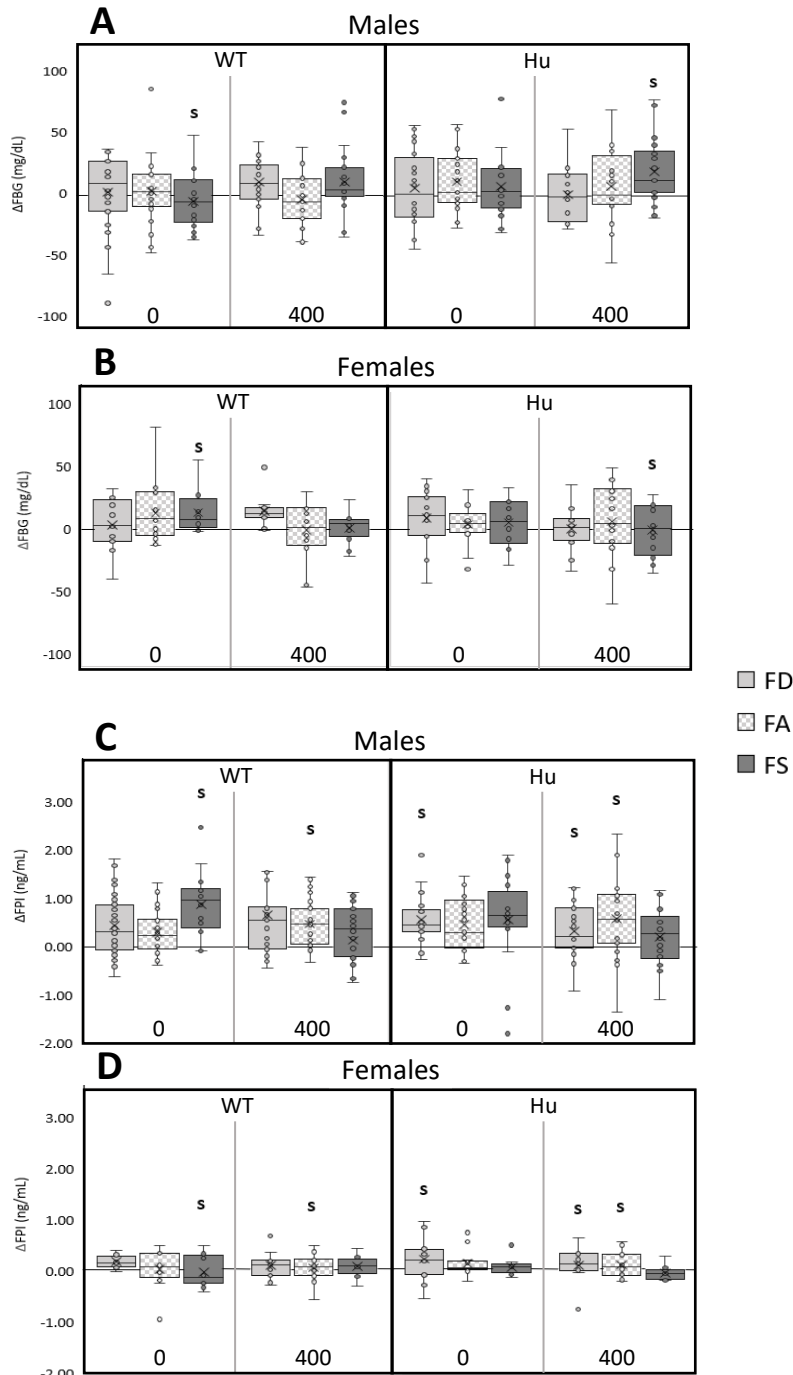 A Males
WT Hu
s s
100
50
0
-50
-100
ΔFBG (mg/dL)
0 400 0 400
B Females
WT Hu
s s
100
50
0
-50
-100
ΔFBG (mg/dL)
0 400 0 400
FD
FA
FS
C Males
WT Hu
s s s s s
3.00
2.00
1.00
0.00
-1.00
-2.00
ΔFPI (ng/mL)
0 400 0 400
D Females
WT Hu
s s s s s
3.00
2.00
1.00
0.00
-1.00
-2.00
ΔFPI (ng/mL)
0 400 0 400